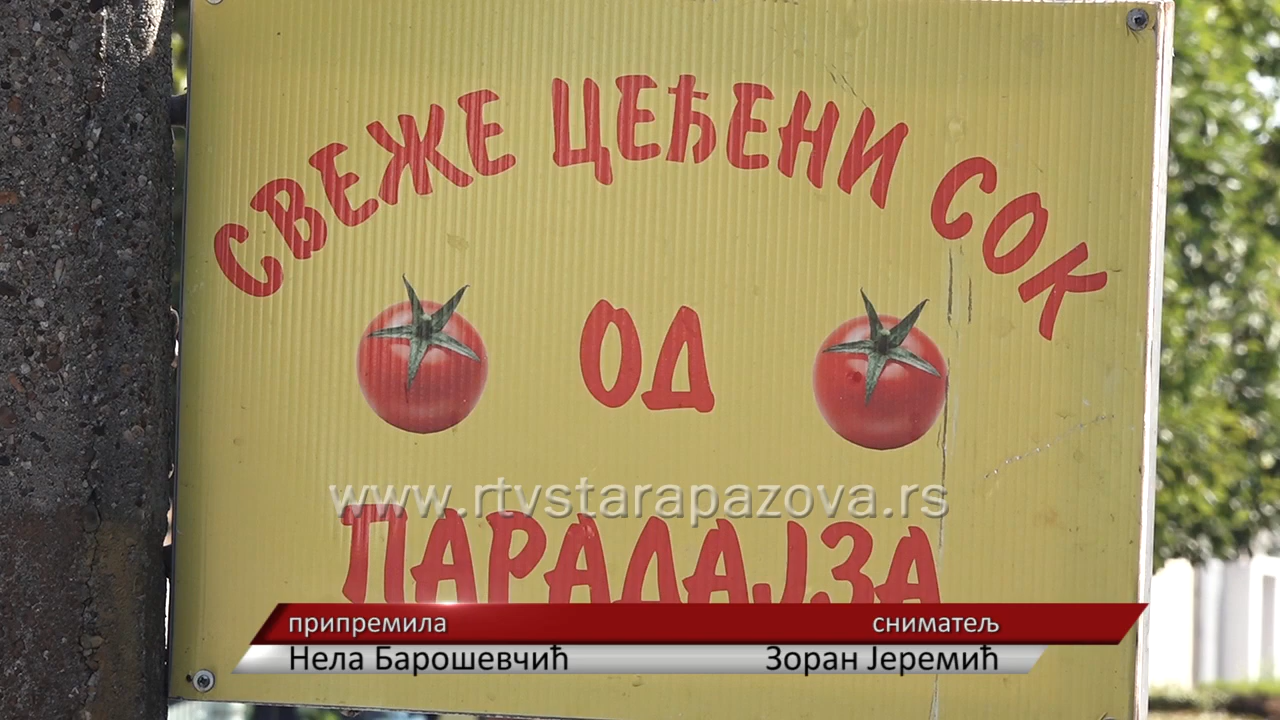 СВЕЖЕ ЦЕЂЕНИ СОК
ОД
www.rtvstarapazova.rs
ПАРАДАЈЗА
припремила
сниматељ
Нела Барошевчић
Зоран Јеремић